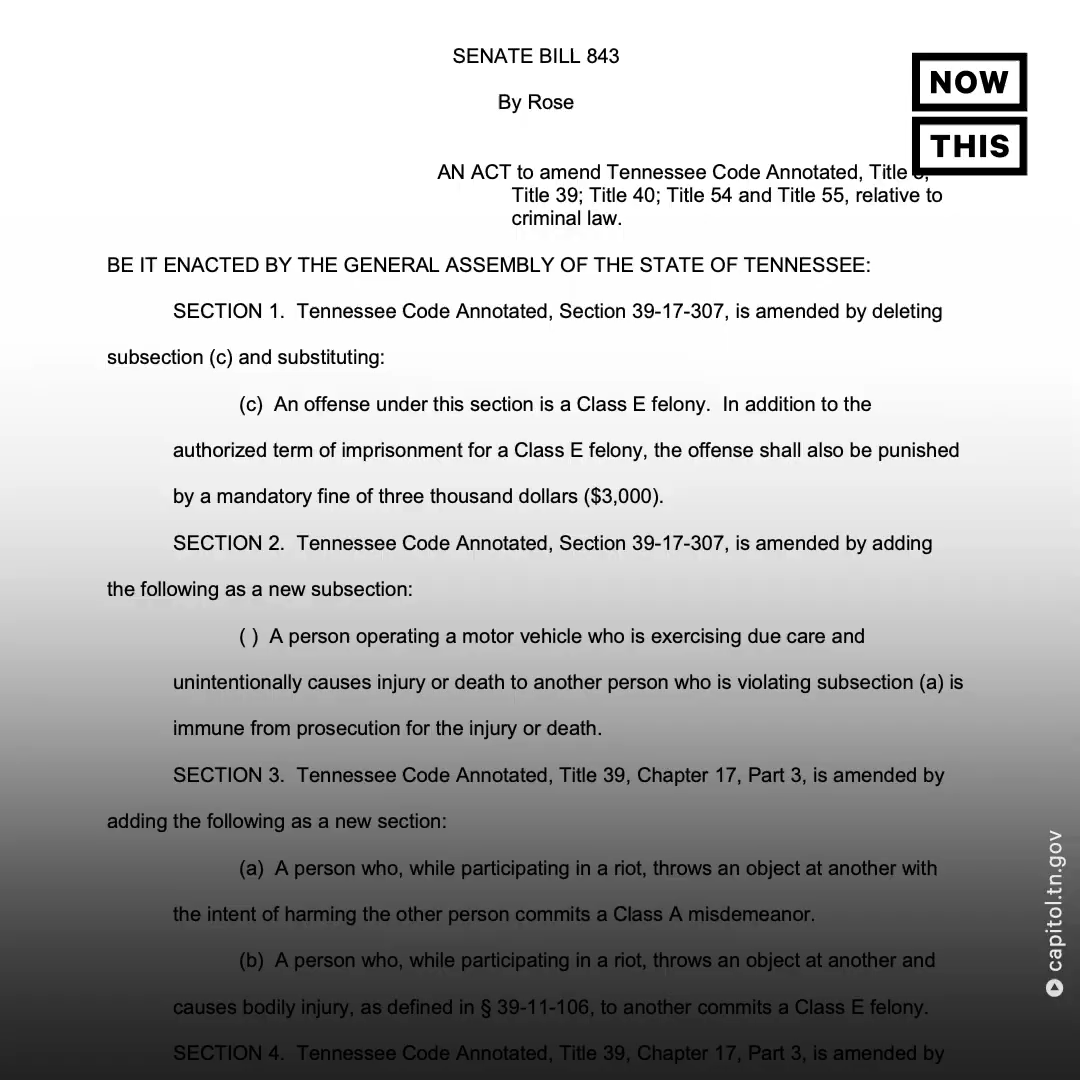 SENATE BILL 843
By Rose
NOW
THIS
AN ACT to amend Tennessee Code Annotated, Title
Title 39; Title 40; Title 54 and Title 55, relative to
criminal law.
BE IT ENACTED BY THE GENERAL ASSEMBLY OF THE STATE OF TENNESSEE:
SECTION 1. Tennessee Code Annotated, Section 39-17-307, is amended by deleting
subsection (c) and substituting:
(c) An offense under this section is a Class E felony. In addition to the
authorized term of imprisonment for a Class E felony, the offense shall also be punished
by a mandatory fine of three thousand dollars ($3,000).
SECTION 2. Tennessee Code Annotated, Section 39-17-307, is amended by adding
the following as a new subsection:
( ) A person operating a motor vehicle who is exercising due care and
unintentionally causes injury or death to another person who is violating subsection (a) is
immune from prosecution for the injury or death.
SECTION 3. Tennessee Code Annotated, Title 39, Chapter 17, Part 3, is amended by
adding the following as a new section:
(a) A person who, while participating in a riot, throws an object at another with
the intent of harming the other person commits a Class A misdemeanor.
(b) A person who, while participating in a riot, throws an object at another and
causes bodily injury, as defined in § 39-11-106, to another commits a Class E felony.
SECTION 4. Tennessee Code Annotated, Title 39, Chapter 17, Part 3, is amended by
capitol.tn.gov